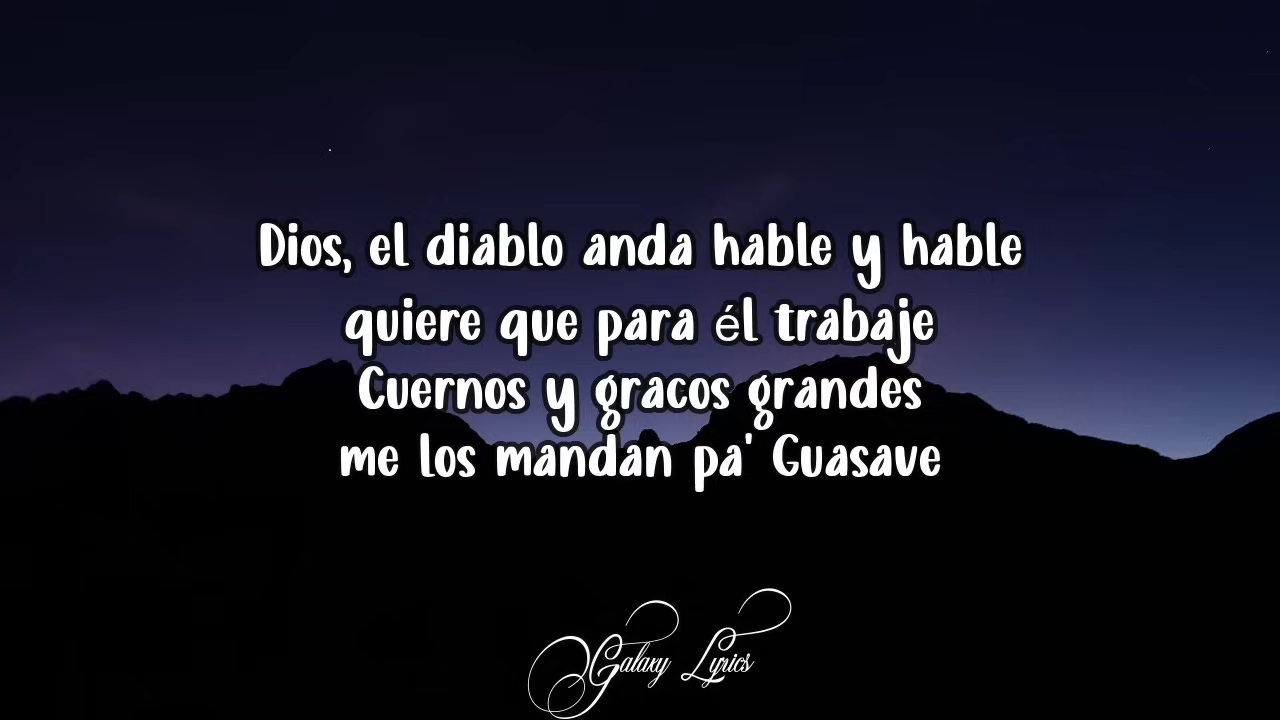 Dios, el diablo anda hable y hable
quiere que para él trabaje
Cuernos y gracos grandes
me los mandan pa' Guasave
Galaxy Lyrics